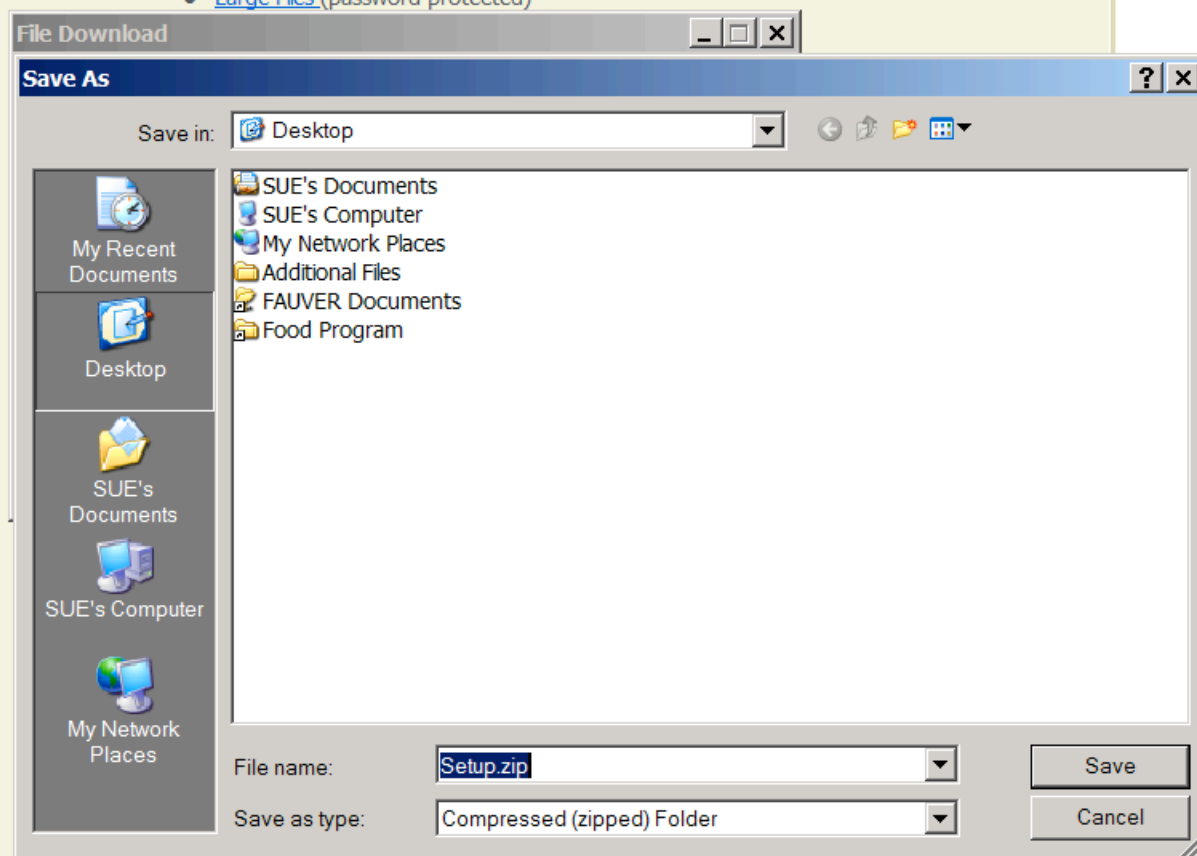 Large Files (password protected)
File Download
Save As
Save in:
Desktop
My Recent
Documents
Desktop
SUE's
Documents
SUE's Computer
My Network
Places
SUE's Documents
SUE's Computer
My Network Places
Additional Files
FAUVER Documents
Food Program
File name:
Setup.zip
Save
Save as type:
Compressed (zipped) Folder
Cancel